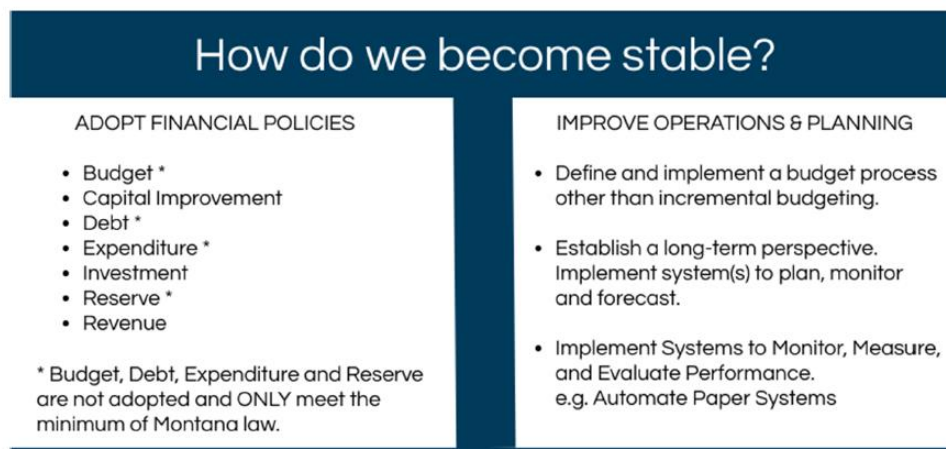 How do we become stable?
ADOPT FINANCIAL POLICIES
• Budget *
• Capital Improvement
• Debt *
• Expenditure *
• Investment
• Reserve *
• Revenue
* Budget, Debt, Expenditure and Reserve
are not adopted and ONLY meet the
minimum of Montana law.
IMPROVE OPERATIONS & PLANNING
• Define and implement a budget process
other than incremental budgeting.
• Establish a long-term perspective.
Implement system(s) to plan, monitor
and forecast.
• Implement Systems to Monitor, Measure,
and Evaluate Performance.
e.g. Automate Paper Systems